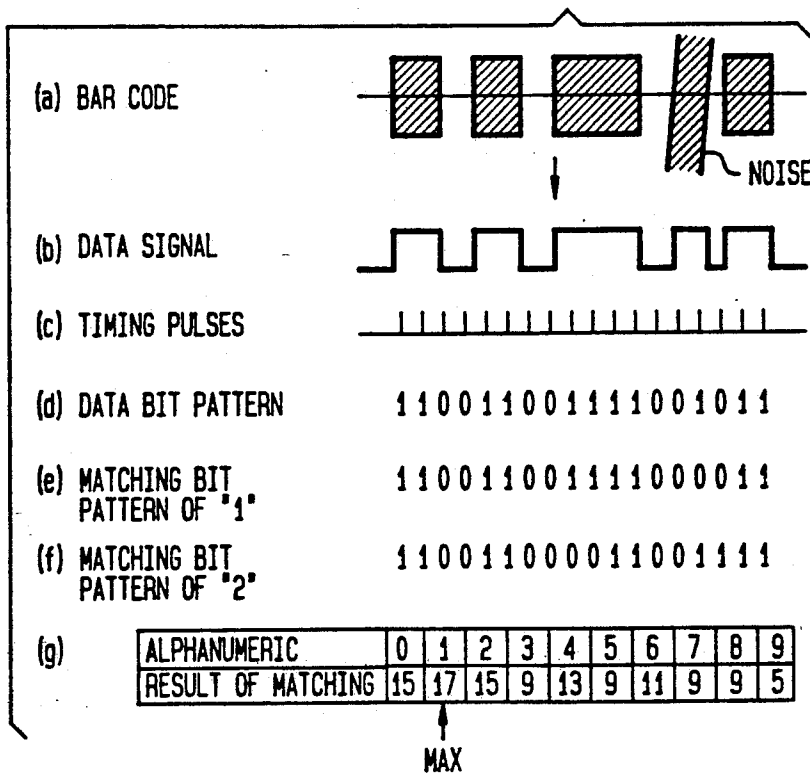 (a) BAR CODE
NOISE
(b) DATA SIGNAL
(c) TIMING PULSES
(d) DATA BIT PATTERN 1 1 0 0 1 1 0 0 1 1 1 1 0 0 1 0 1 1
(e) MATCHING BIT 1 1 0 0 1 1 0 0 1 1 1 1 0 0 0 0 1 1
PATTERN OF "1"
(f) MATCHING BIT 1 1 0 0 1 1 0 0 0 0 1 1 0 0 1 1 1 1
PATTERN OF "2"
(g) ALPHANUMERIC 0 1 2 3 4 5 6 7 8 9
RESULT OF MATCHING 15 17 15 9 13 9 11 9 9 5
MAX